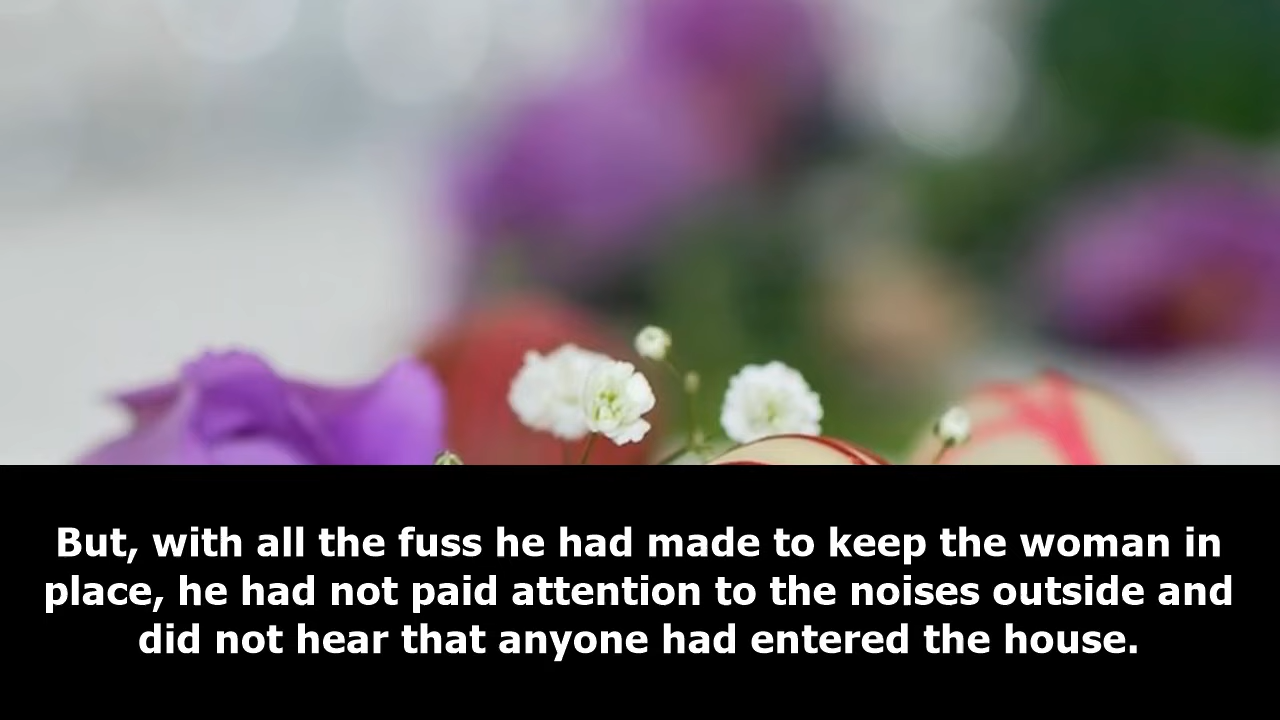 But, with all the fuss he had made to keep the woman in
place, he had not paid attention to the noises outside and
did not hear that anyone had entered the house.